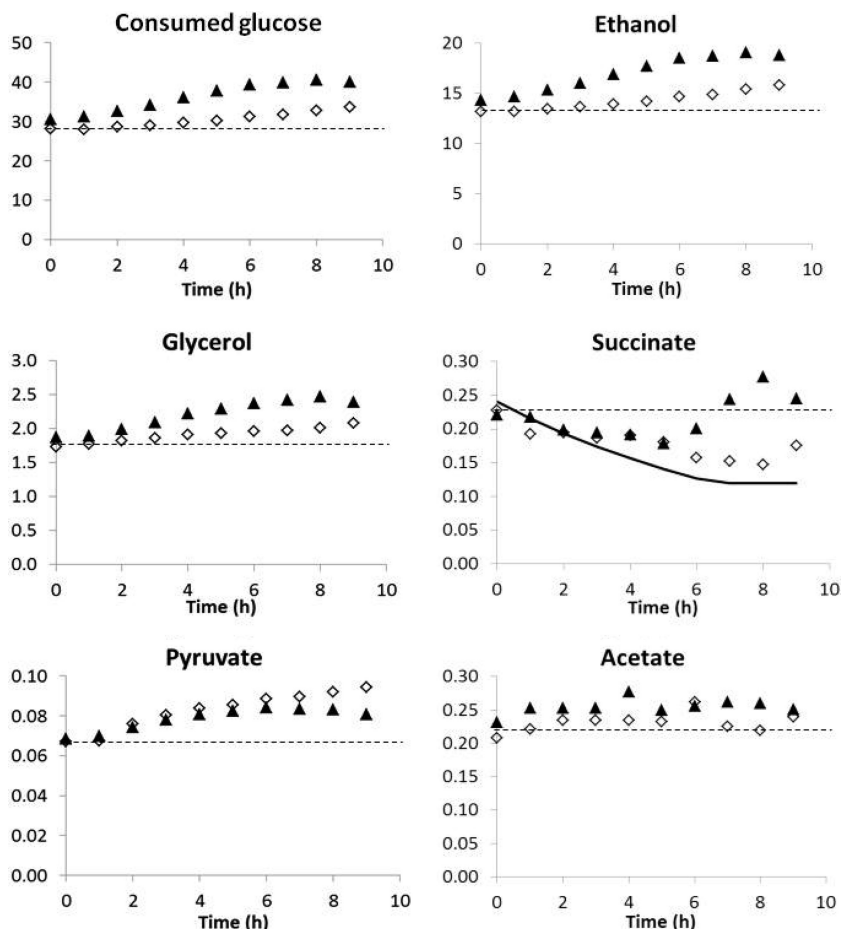 Consumed glucose
50
40
30
20
10
0
0 2 4 6 8 10
Time (h)
Ethanol
20
15
10
5
0
0 2 4 6 8 10
Time (h)
Glycerol
3.0
2.5
2.0
1.5
1.0
0.5
0.0
0 2 4 6 8 10
Time (h)
Succinate
0.30
0.25
0.20
0.15
0.10
0.05
0.00
0 2 4 6 8 10
Time (h)
Pyruvate
0.10
0.08
0.06
0.04
0.02
0.00
0 2 4 6 8 10
Time (h)
Acetate
0.30
0.25
0.20
0.15
0.10
0.05
0.00
0 2 4 6 8 10
Time (h)